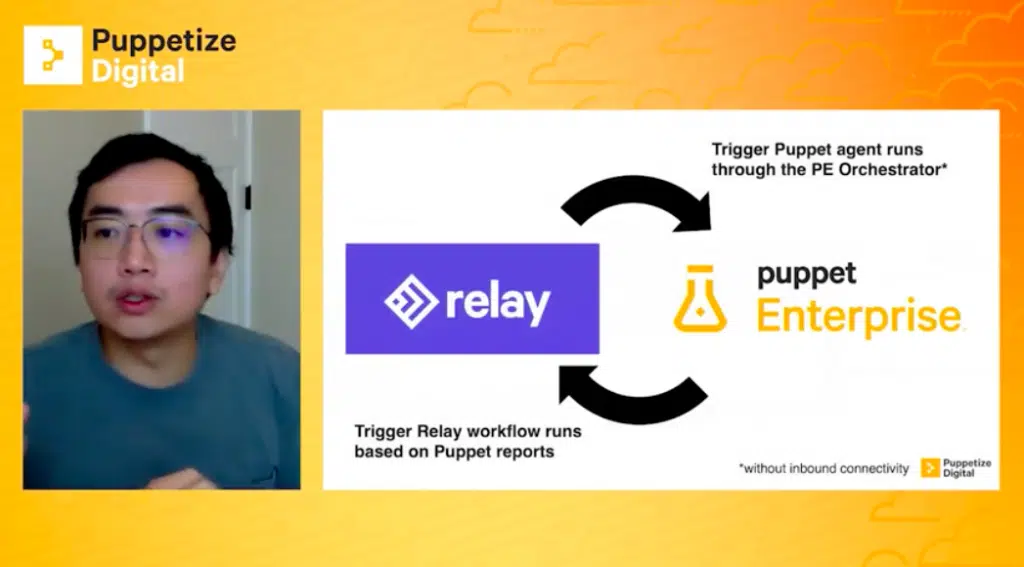 Puppetize
Digital
Trigger Puppet agent runs
through the PE Orchestrator*
relay
puppet
Enterprise
Trigger Relay workflow runs
based on Puppet reports
*without inbound connectivity
Puppetize
Digital